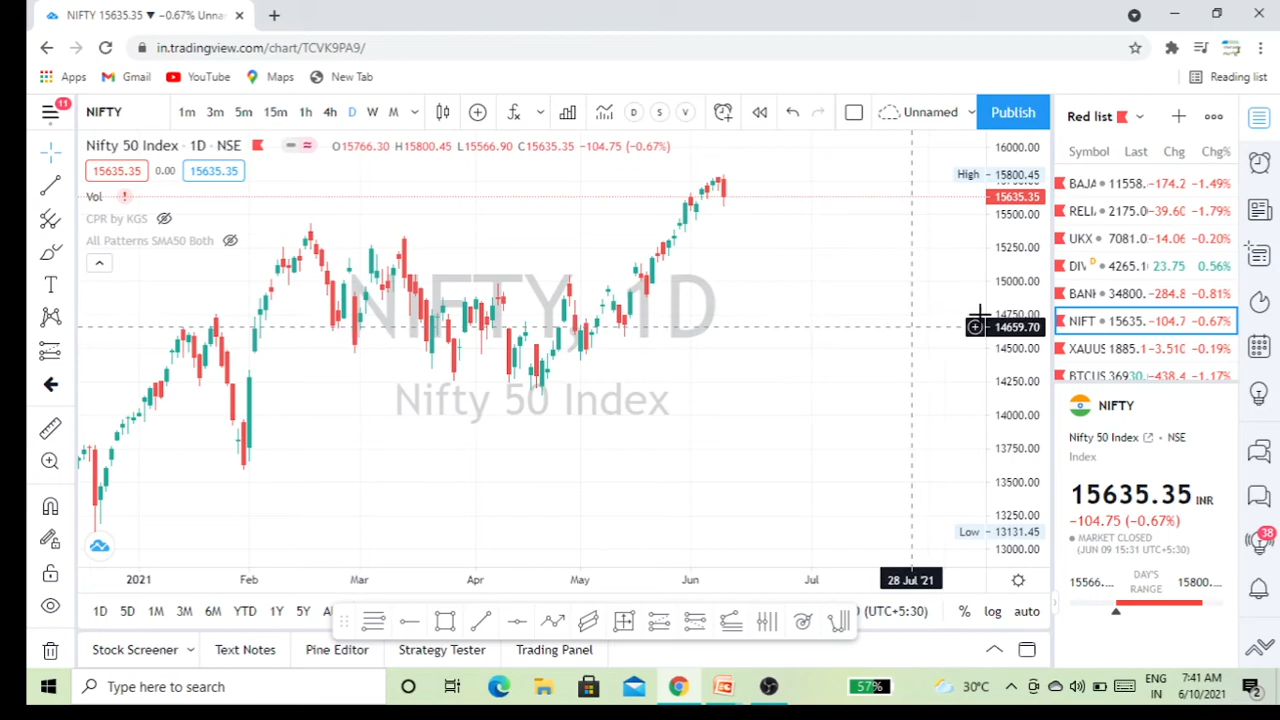 NIFTY 15635.35 ▼ −0.67% Unna
in.tradingview.com/chart/TCVK9PA9/
Apps Gmail YouTube Maps New Tab Reading list
11
NIFTY 1m 3m 5m 15m 1h 4h D W M D S V Unnamed Publish
Red list
Nifty 50 Index · 1D · NSE O15766.30 H15800.45 L15566.90 C15635.35 −104.75 (−0.67%)
15635.35 0.00 15635.35
Vol
CPR by KGS
All Patterns SMA50 Both
NIFTY, 1D
Nifty 50 Index
16000.00
High 15800.45
15635.35
15500.00
15250.00
15000.00
14659.70
14500.00
14250.00
14000.00
13750.00
13500.00
13250.00
Low 13131.45
13000.00
2021 Feb Mar Apr May Jun Jul 28 Jul '21
Symbol Last Chg Chg%
BAJA 11558. −174.2 −1.49%
RELI 2175.0 −39.60 −1.79%
UKX 7081.0 −14.06 −0.20%
DIV D 4265.1 23.75 0.56%
BANI 34800. −284.8 −0.81%
NIFT 15635. −104.7 −0.67%
XAUUS 1885.1 −3.510 −0.19%
BTCUS 36930. −438.4 −1.17%
NIFTY
Nifty 50 Index · NSE
Index
15635.35 INR
−104.75 (−0.67%)
MARKET CLOSED
(JUN 09 15:31 UTC+5:30)
15566... DAY'S RANGE 15800...
38
1D 5D 1M 3M 6M YTD 1Y 5Y (UTC+5:30) % log auto
Stock Screener Text Notes Pine Editor Strategy Tester Trading Panel
Type here to search
57%
30°C
ENG
IN
7:41 AM
6/10/2021
2